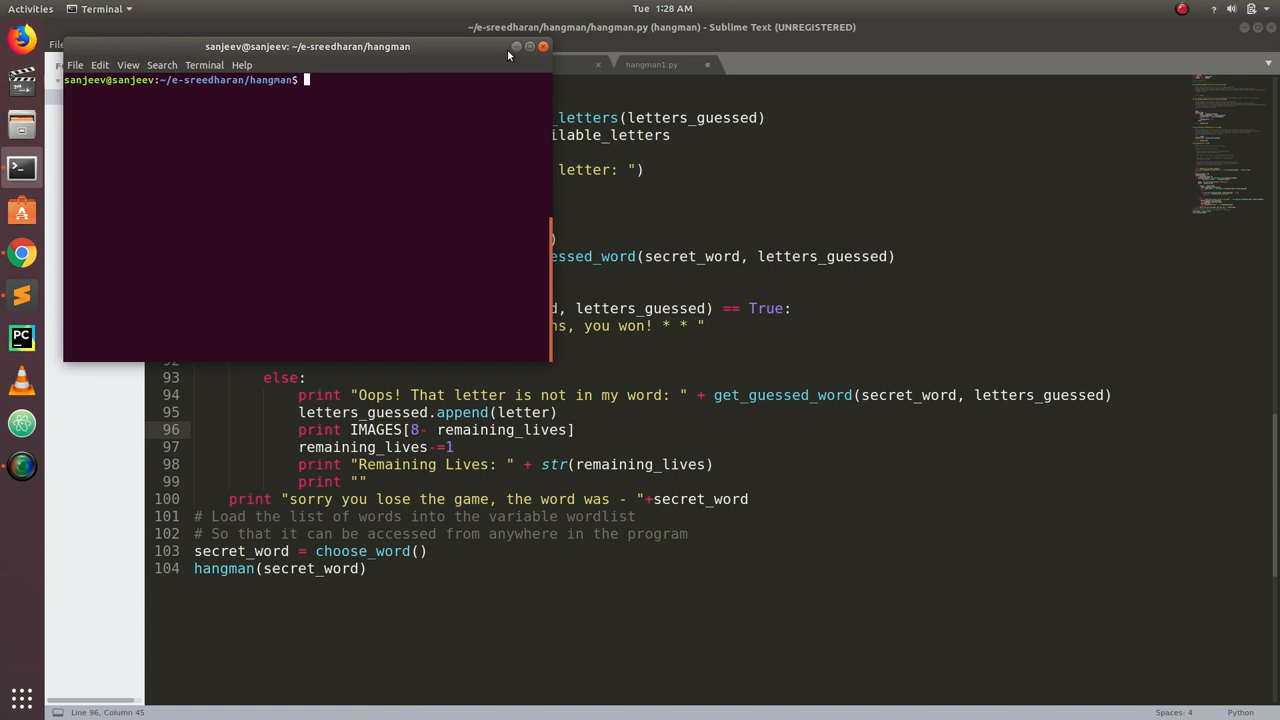 Activities
Terminal
Tue 1:28 AM
~/e-sreedharan/hangman/hangman.py (hangman) - Sublime Text (UNREGISTERED)
sanjeev@sanjeev: ~/e-sreedharan/hangman
File Edit View Search Terminal Help
sanjeev@sanjeev:~/e-sreedharan/hangman$
hangman1.py
_letters(letters_guessed)
ilable_letters
letter: ")
)
essed_word(secret_word, letters_guessed)
d, letters_guessed) == True:
ns, you won! * * "
93 else:
94 print "Oops! That letter is not in my word: " + get_guessed_word(secret_word, letters_guessed)
95 letters_guessed.append(letter)
96 print IMAGES[8- remaining_lives]
97 remaining_lives-=1
98 print "Remaining Lives: " + str(remaining_lives)
99 print ""
100 print "sorry you lose the game, the word was - "+secret_word
101 # Load the list of words into the variable wordlist
102 # So that it can be accessed from anywhere in the program
103 secret_word = choose_word()
104 hangman(secret_word)
Line 96, Column 45
Spaces: 4
Python